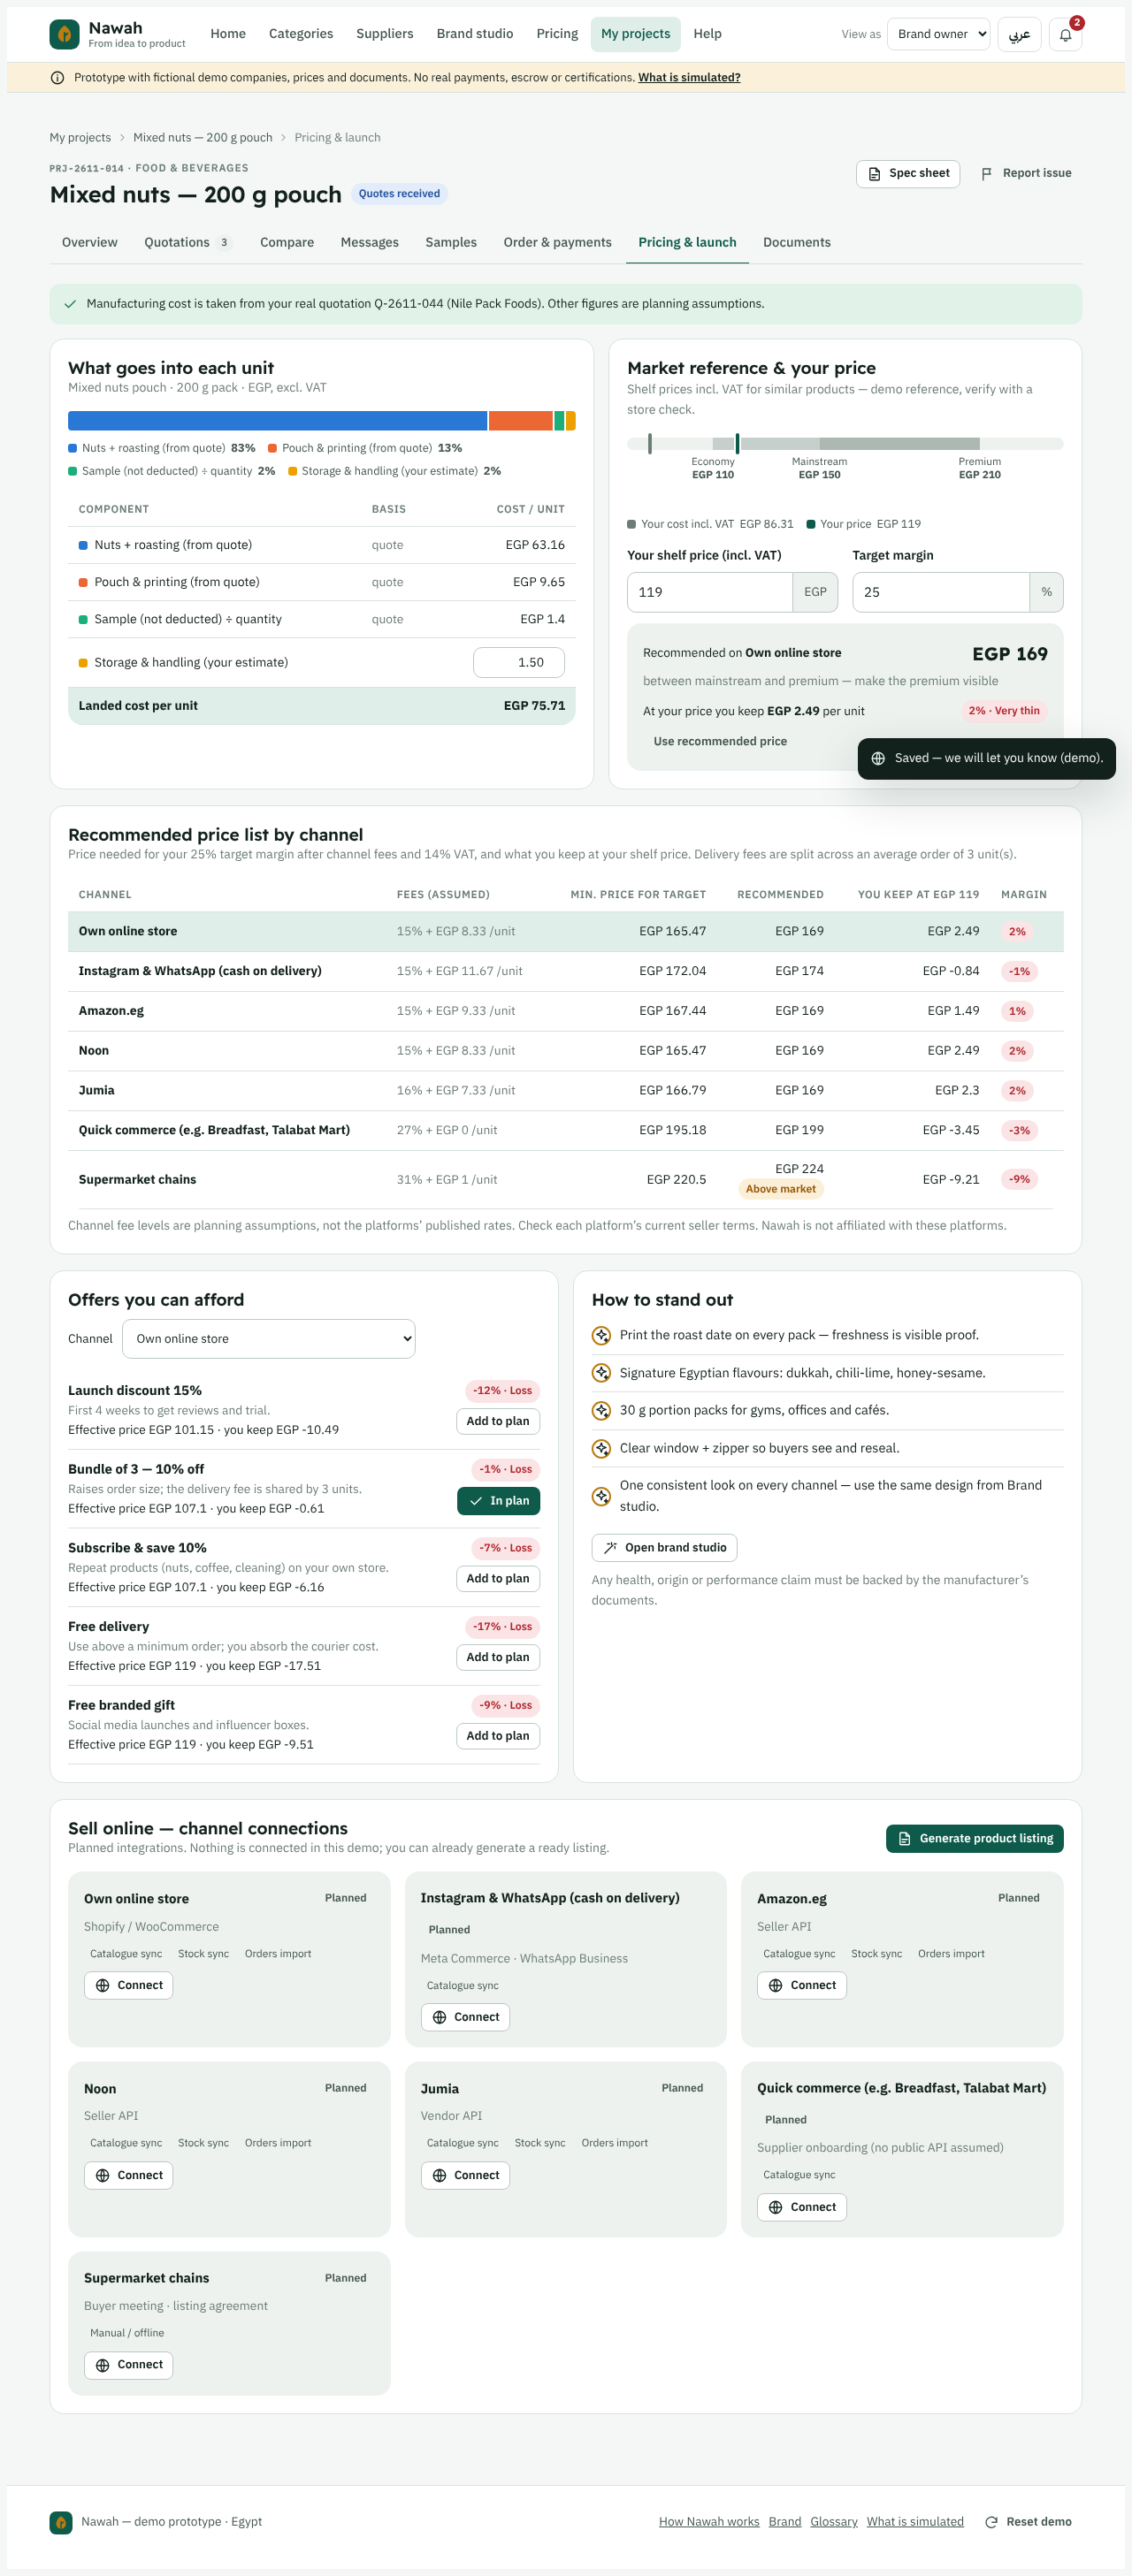 Nawah
From idea to product
Home
Categories
Suppliers
Brand studio
Pricing
My projects
Help
View as
Brand owner
عربي
2
Prototype with fictional demo companies, prices and documents. No real payments, escrow or certifications. What is simulated?
My projects > Mixed nuts — 200 g pouch > Pricing & launch
PRJ-2611-014 · FOOD & BEVERAGES
Mixed nuts — 200 g pouch
Quotes received
Spec sheet
Report issue
Overview
Quotations 3
Compare
Messages
Samples
Order & payments
Pricing & launch
Documents
Manufacturing cost is taken from your real quotation Q-2611-044 (Nile Pack Foods). Other figures are planning assumptions.
What goes into each unit
Mixed nuts pouch · 200 g pack · EGP, excl. VAT
Nuts + roasting (from quote) 83%
Pouch & printing (from quote) 13%
Sample (not deducted) ÷ quantity 2%
Storage & handling (your estimate) 2%
COMPONENT BASIS COST / UNIT
Nuts + roasting (from quote) quote EGP 63.16
Pouch & printing (from quote) quote EGP 9.65
Sample (not deducted) ÷ quantity quote EGP 1.4
Storage & handling (your estimate) 1.50
Landed cost per unit EGP 75.71
Market reference & your price
Shelf prices incl. VAT for similar products — demo reference, verify with a
store check.
Economy Mainstream Premium
EGP 110 EGP 150 EGP 210
Your cost incl. VAT EGP 86.31
Your price EGP 119
Your shelf price (incl. VAT)
119 EGP
Target margin
25 %
Recommended on Own online store EGP 169
between mainstream and premium — make the premium visible
At your price you keep EGP 2.49 per unit 2% · Very thin
Use recommended price
Saved — we will let you know (demo).
Recommended price list by channel
Price needed for your 25% target margin after channel fees and 14% VAT, and what you keep at your shelf price. Delivery fees are split across an average order of 3 unit(s).
CHANNEL FEES (ASSUMED) MIN. PRICE FOR TARGET RECOMMENDED YOU KEEP AT EGP 119 MARGIN
Own online store 15% + EGP 8.33 /unit EGP 165.47 EGP 169 EGP 2.49 2%
Instagram & WhatsApp (cash on delivery) 15% + EGP 11.67 /unit EGP 172.04 EGP 174 EGP -0.84 -1%
Amazon.eg 15% + EGP 9.33 /unit EGP 167.44 EGP 169 EGP 1.49 1%
Noon 15% + EGP 8.33 /unit EGP 165.47 EGP 169 EGP 2.49 2%
Jumia 16% + EGP 7.33 /unit EGP 166.79 EGP 169 EGP 2.3 2%
Quick commerce (e.g. Breadfast, Talabat Mart) 27% + EGP 0 /unit EGP 195.18 EGP 199 EGP -3.45 -3%
Supermarket chains 31% + EGP 1 /unit EGP 220.5 EGP 224 Above market EGP -9.21 -9%
Channel fee levels are planning assumptions, not the platforms’ published rates. Check each platform’s current seller terms. Nawah is not affiliated with these platforms.
Offers you can afford
Channel Own online store
Launch discount 15% -12% · Loss
First 4 weeks to get reviews and trial.
Effective price EGP 101.15 · you keep EGP -10.49
Add to plan
Bundle of 3 — 10% off -1% · Loss
Raises order size; the delivery fee is shared by 3 units.
Effective price EGP 107.1 · you keep EGP -0.61
In plan
Subscribe & save 10% -7% · Loss
Repeat products (nuts, coffee, cleaning) on your own store.
Effective price EGP 107.1 · you keep EGP -6.16
Add to plan
Free delivery -17% · Loss
Use above a minimum order; you absorb the courier cost.
Effective price EGP 119 · you keep EGP -17.51
Add to plan
Free branded gift -9% · Loss
Social media launches and influencer boxes.
Effective price EGP 119 · you keep EGP -9.51
Add to plan
How to stand out
Print the roast date on every pack — freshness is visible proof.
Signature Egyptian flavours: dukkah, chili-lime, honey-sesame.
30 g portion packs for gyms, offices and cafés.
Clear window + zipper so buyers see and reseal.
One consistent look on every channel — use the same design from Brand
studio.
Open brand studio
Any health, origin or performance claim must be backed by the manufacturer’s
documents.
Sell online — channel connections
Planned integrations. Nothing is connected in this demo; you can already generate a ready listing.
Generate product listing
Own online store Planned
Shopify / WooCommerce
Catalogue sync Stock sync Orders import
Connect
Instagram & WhatsApp (cash on delivery)
Planned
Meta Commerce · WhatsApp Business
Catalogue sync
Connect
Amazon.eg Planned
Seller API
Catalogue sync Stock sync Orders import
Connect
Noon Planned
Seller API
Catalogue sync Stock sync Orders import
Connect
Jumia Planned
Vendor API
Catalogue sync Stock sync Orders import
Connect
Quick commerce (e.g. Breadfast, Talabat Mart)
Planned
Supplier onboarding (no public API assumed)
Catalogue sync
Connect
Supermarket chains Planned
Buyer meeting · listing agreement
Manual / offline
Connect
Nawah — demo prototype · Egypt
How Nawah works
Brand
Glossary
What is simulated
Reset demo